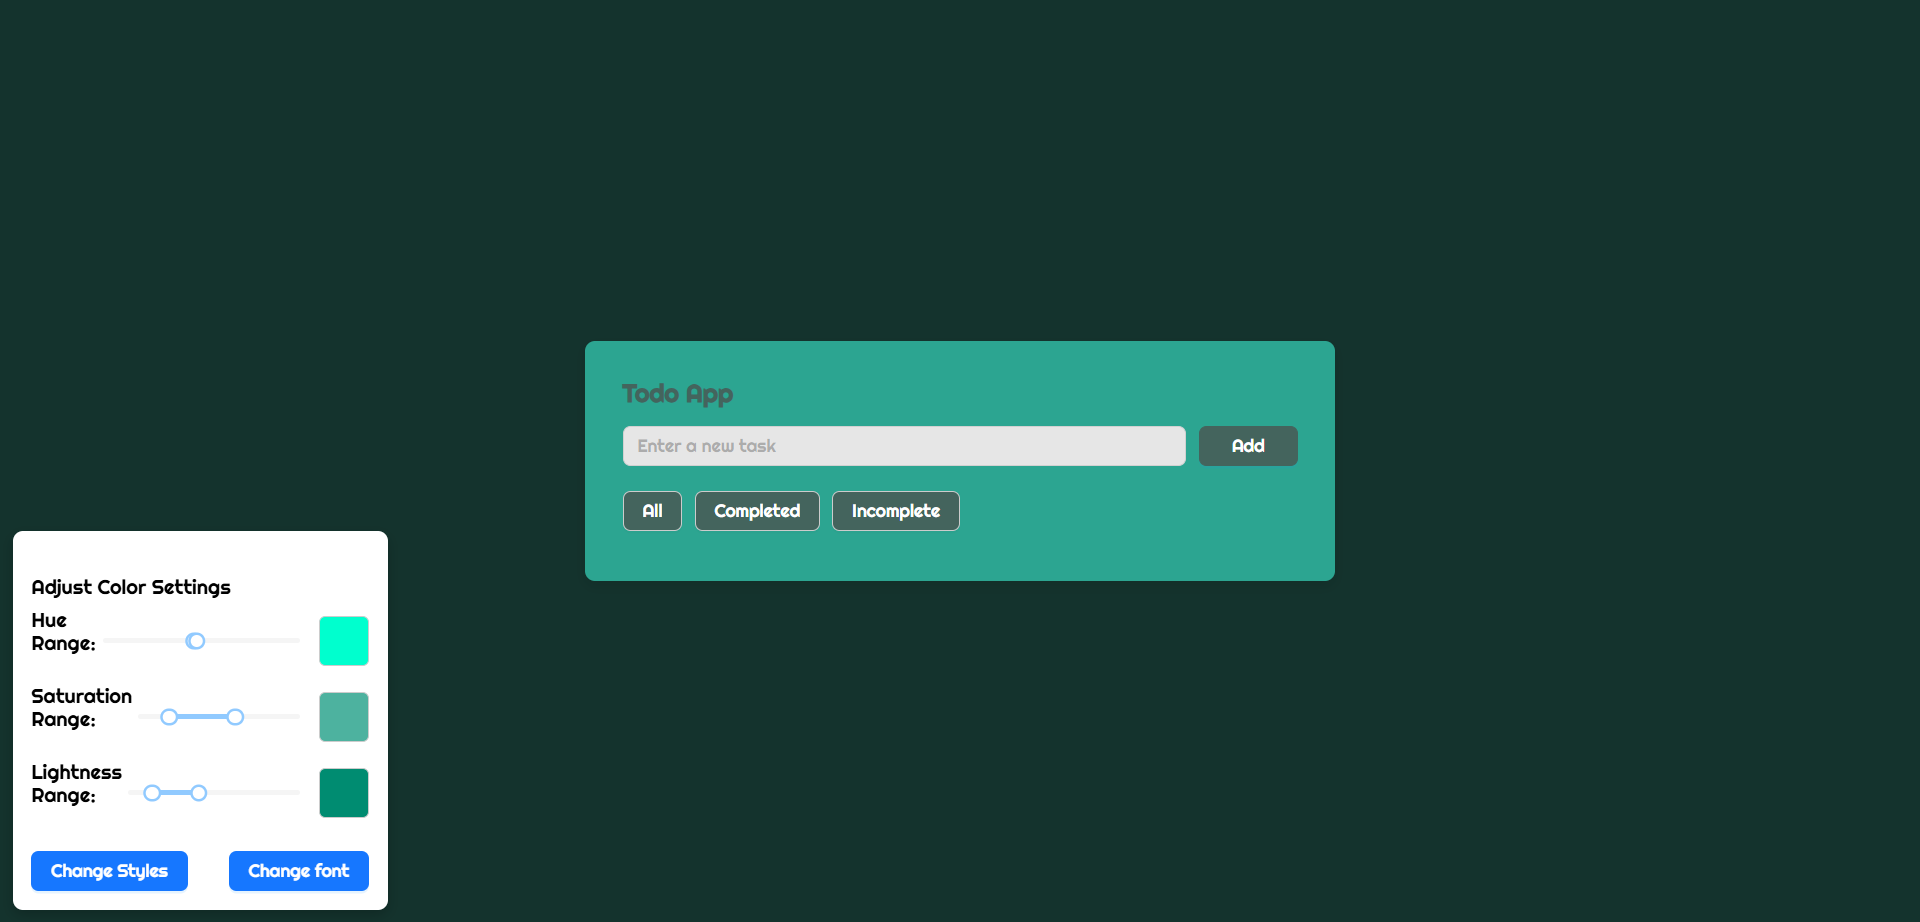 Todo App
Enter a new task
Add
All
Completed
Incomplete
Adjust Color Settings
Hue
Range:
Saturation
Range:
Lightness
Range:
Change Styles
Change font